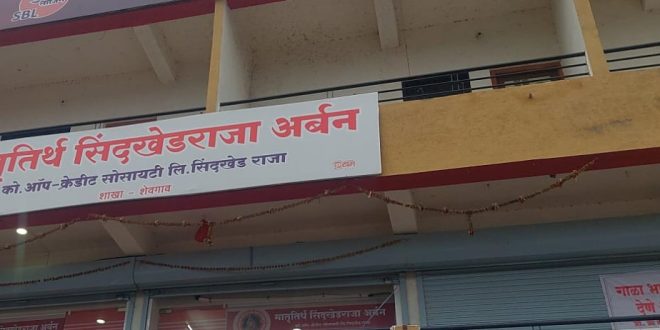 SBL
ातृतिर्थ सिंदखेडराजा अर्बन
को.ऑप-क्रेडीट सोसायटी लि.सिंदखेड राजा
शाखा - शेवगाव
मातृतिर्थ सिंदखेडराजा अर्बन
गाळा भा
देणे